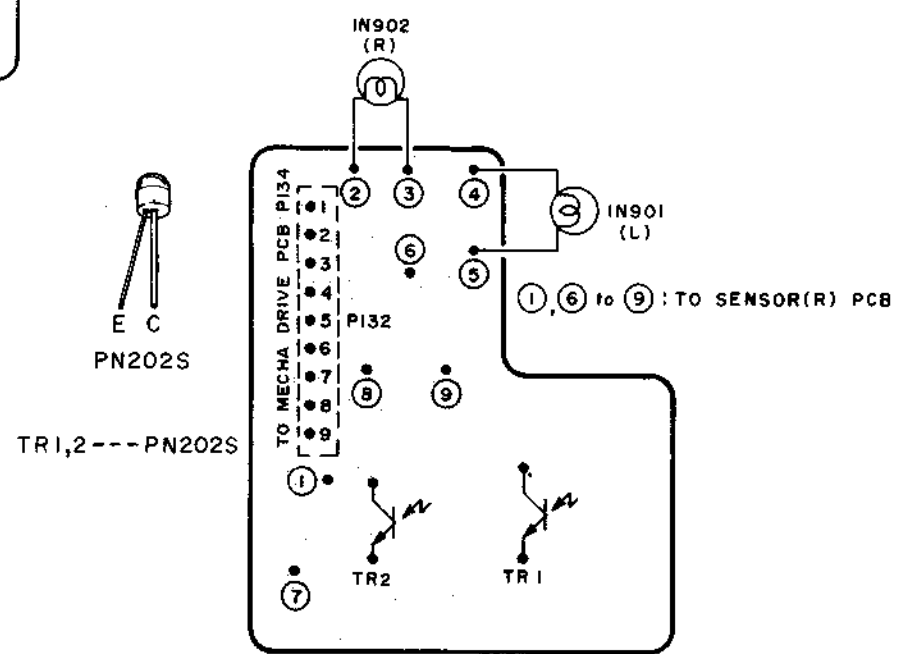 IN902
(R)
② ③ ④
IN901
(L)
⑤
⑥
①,⑥ to ⑨ : TO SENSOR(R) PCB
TO MECHA DRIVE PCB P134
1
2
3
4
5
6
7
8
9
P132
⑧ ⑨
E C
PN202S
TR1,2---PN202S
①
TR2
TR1
⑦